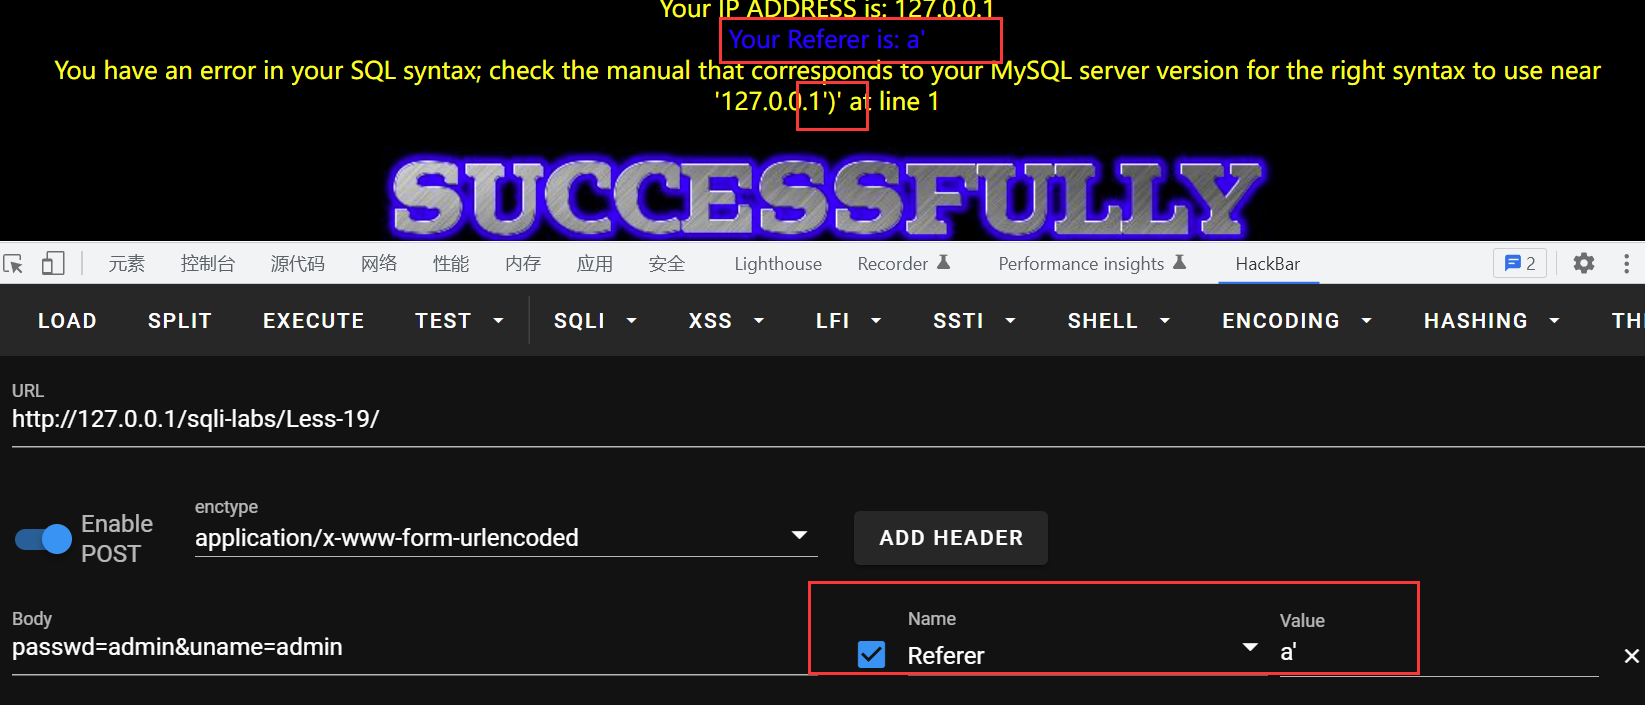 Your IP ADDRESS is: 127.0.0.1
Your Referer is: a'
You have an error in your SQL syntax; check the manual that corresponds to your MySQL server version for the right syntax to use near
'127.0.0.1')' at line 1
SUCCESSFULLY
元素 控制台 源代码 网络 性能 内存 应用 安全 Lighthouse Recorder Performance insights HackBar 2
LOAD SPLIT EXECUTE TEST SQLI XSS LFI SSTI SHELL ENCODING HASHING
URL
http://127.0.0.1/sqli-labs/Less-19/
Enable POST
enctype
application/x-www-form-urlencoded
ADD HEADER
Body
passwd=admin&uname=admin
Name
Referer
Value
a'